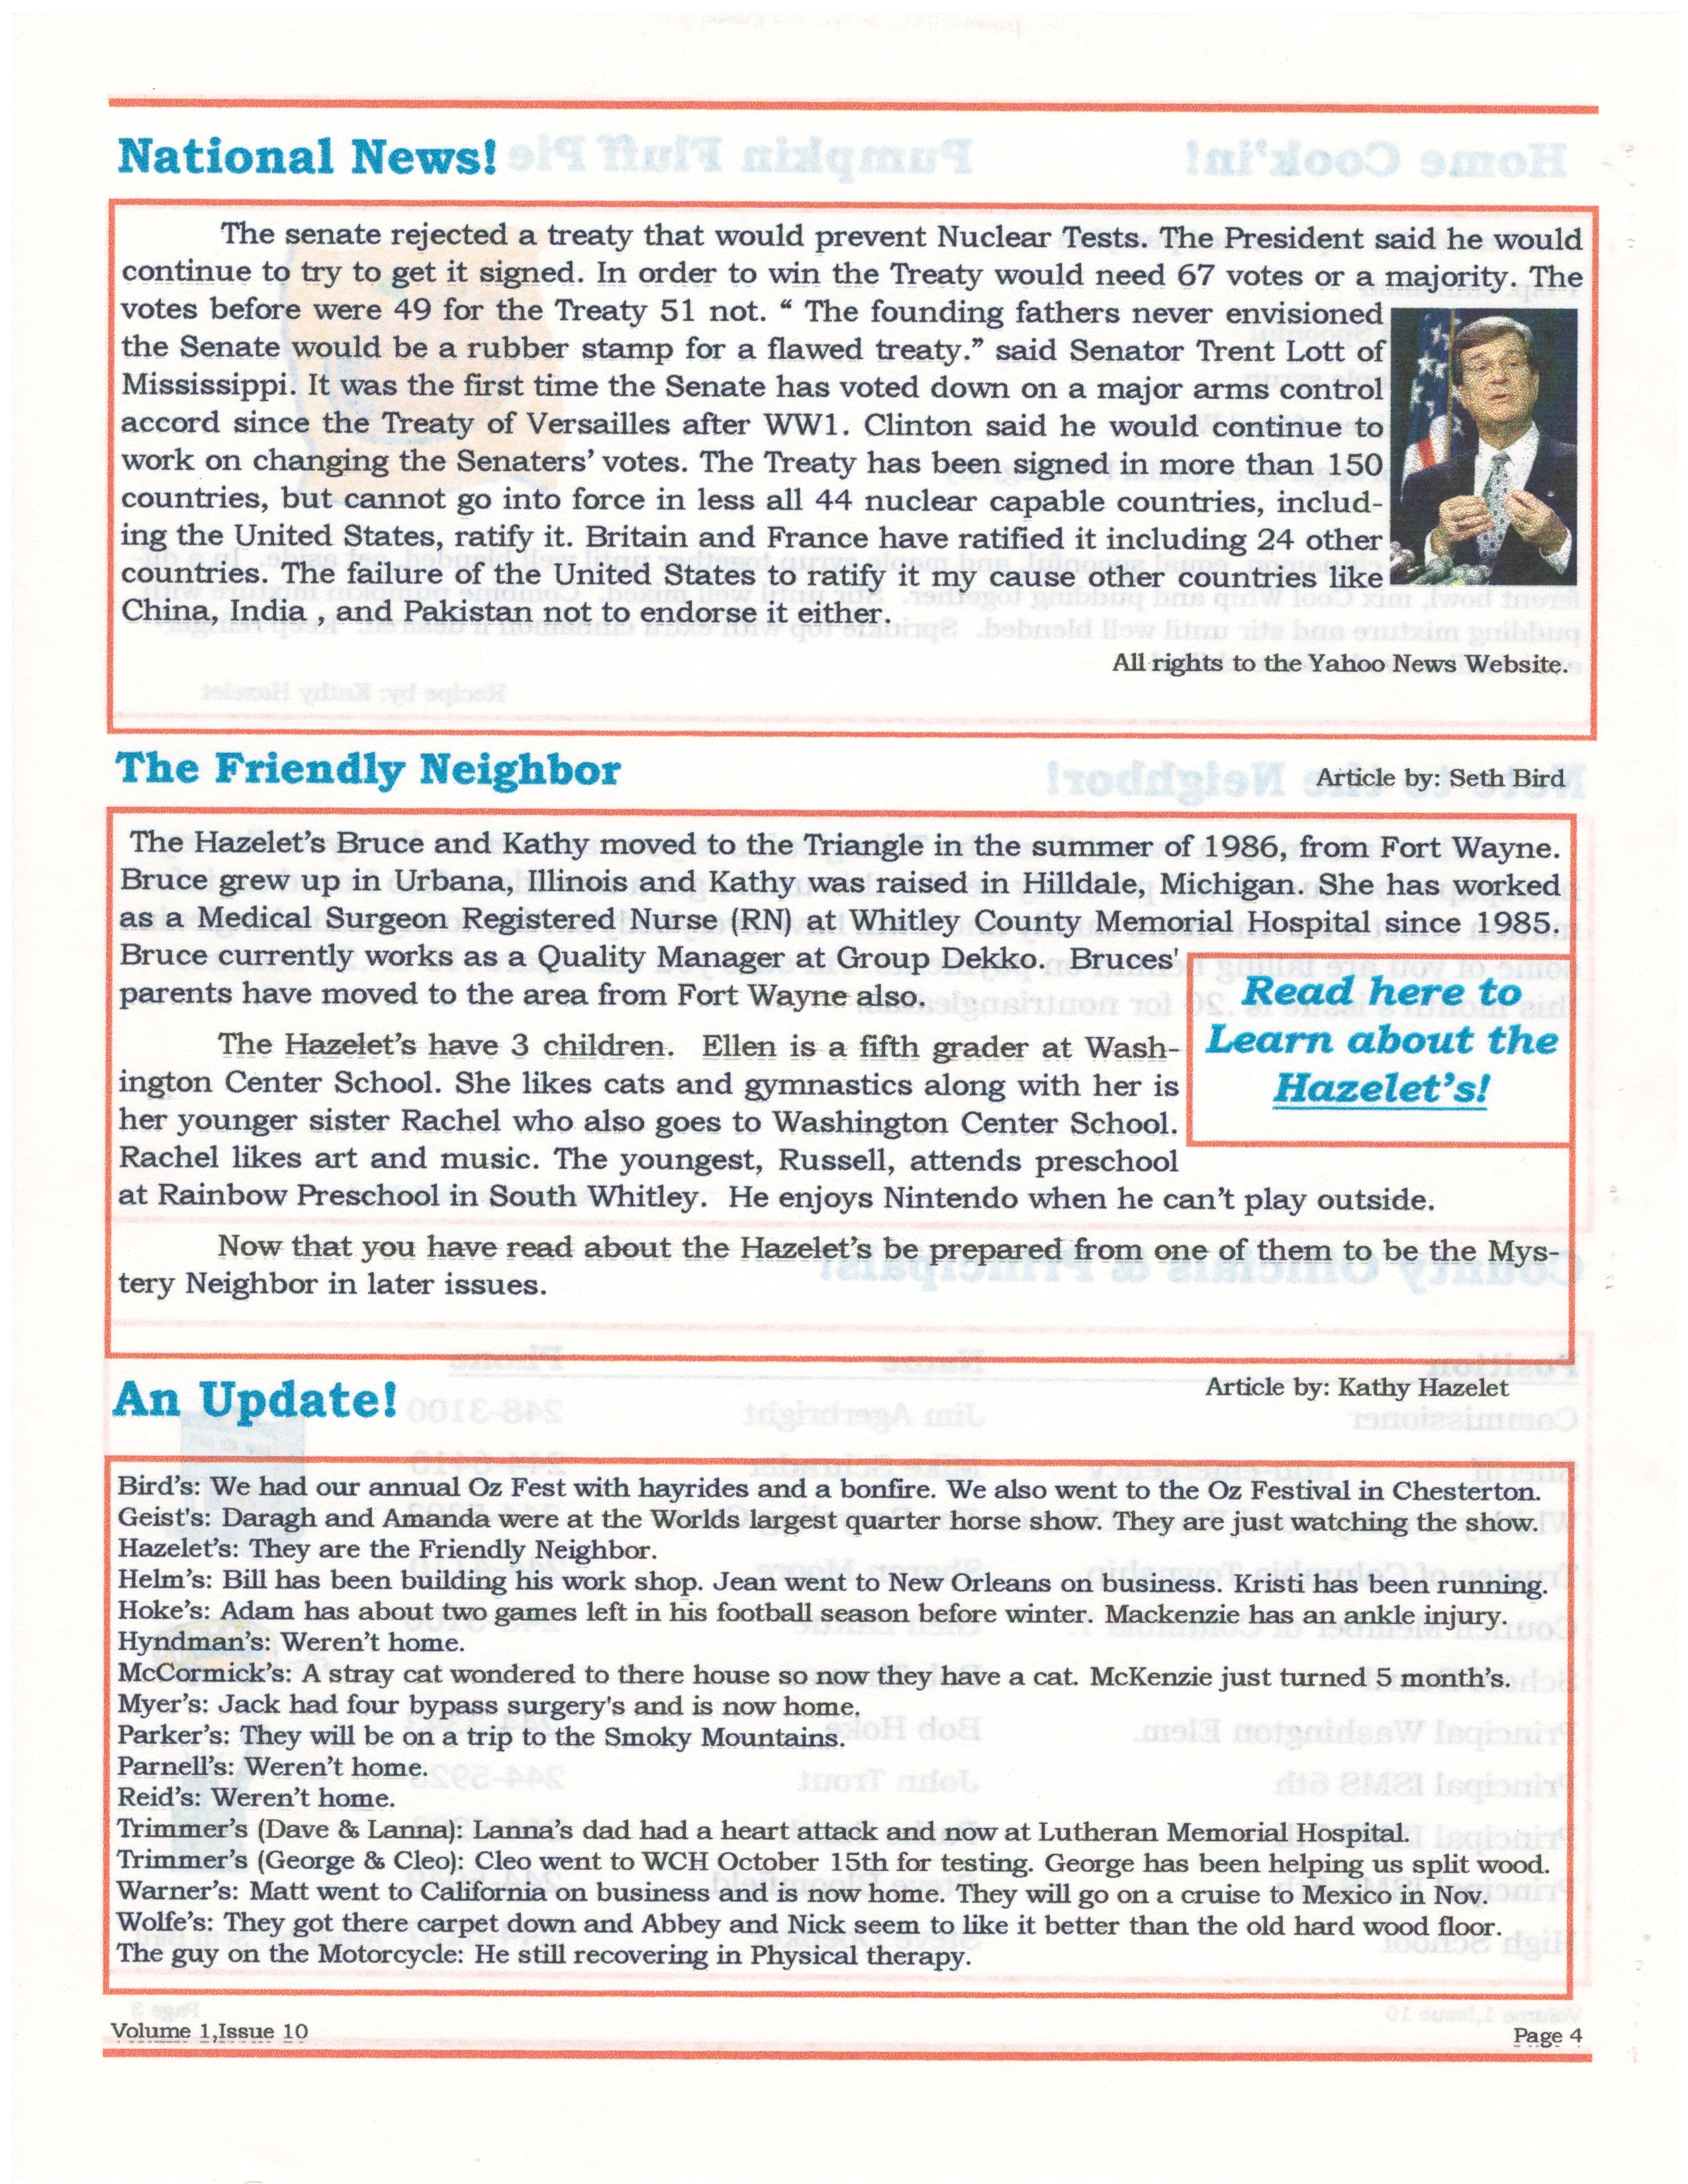 National News!
The senate rejected a treaty that would prevent Nuclear Tests. The President said he would
continue to try to get it signed. In order to win the Treaty would need 67 votes or a majority. The
votes before were 49 for the Treaty 51 not. “ The founding fathers never envisioned
the Senate would be a rubber stamp for a flawed treaty.” said Senator Trent Lott of
Mississippi. It was the first time the Senate has voted down on a major arms control
accord since the Treaty of Versailles after WW1. Clinton said he would continue to
work on changing the Senaters’ votes. The Treaty has been signed in more than 150
countries, but cannot go into force in less all 44 nuclear capable countries, includ-
ing the United States, ratify it. Britain and France have ratified it including 24 other
countries. The failure of the United States to ratify it my cause other countries like
China, India , and Pakistan not to endorse it either.
All rights to the Yahoo News Website.
The Friendly Neighbor
Article by: Seth Bird
The Hazelet’s Bruce and Kathy moved to the Triangle in the summer of 1986, from Fort Wayne.
Bruce grew up in Urbana, Illinois and Kathy was raised in Hilldale, Michigan. She has worked
as a Medical Surgeon Registered Nurse (RN) at Whitley County Memorial Hospital since 1985.
Bruce currently works as a Quality Manager at Group Dekko. Bruces'
parents have moved to the area from Fort Wayne also.
The Hazelet’s have 3 children. Ellen is a fifth grader at Wash-
ington Center School. She likes cats and gymnastics along with her is
her younger sister Rachel who also goes to Washington Center School.
Rachel likes art and music. The youngest, Russell, attends preschool
at Rainbow Preschool in South Whitley. He enjoys Nintendo when he can’t play outside.
Now that you have read about the Hazelet’s be prepared from one of them to be the Mys-
tery Neighbor in later issues.
Read here to
Learn about the
Hazelet’s!
An Update!
Article by: Kathy Hazelet
Bird’s: We had our annual Oz Fest with hayrides and a bonfire. We also went to the Oz Festival in Chesterton.
Geist's: Daragh and Amanda were at the Worlds largest quarter horse show. They are just watching the show.
Hazelet’s: They are the Friendly Neighbor.
Helm’s: Bill has been building his work shop. Jean went to New Orleans on business. Kristi has been running.
Hoke’s: Adam has about two games left in his football season before winter. Mackenzie has an ankle injury.
Hyndman’s: Weren’t home.
McCormick’s: A stray cat wondered to there house so now they have a cat. McKenzie just turned 5 month’s.
Myer’s: Jack had four bypass surgery's and is now home.
Parker’s: They will be on a trip to the Smoky Mountains.
Parnell’s: Weren’t home.
Reid’s: Weren’t home.
Trimmer’s (Dave & Lanna): Lanna’s dad had a heart attack and now at Lutheran Memorial Hospital.
Trimmer’s (George & Cleo): Cleo went to WCH October 15th for testing. George has been helping us split wood.
Warner’s: Matt went to California on business and is now home. They will go on a cruise to Mexico in Nov.
Wolfe’s: They got there carpet down and Abbey and Nick seem to like it better than the old hard wood floor.
The guy on the Motorcycle: He still recovering in Physical therapy.
Volume 1,Issue 10
Page 4